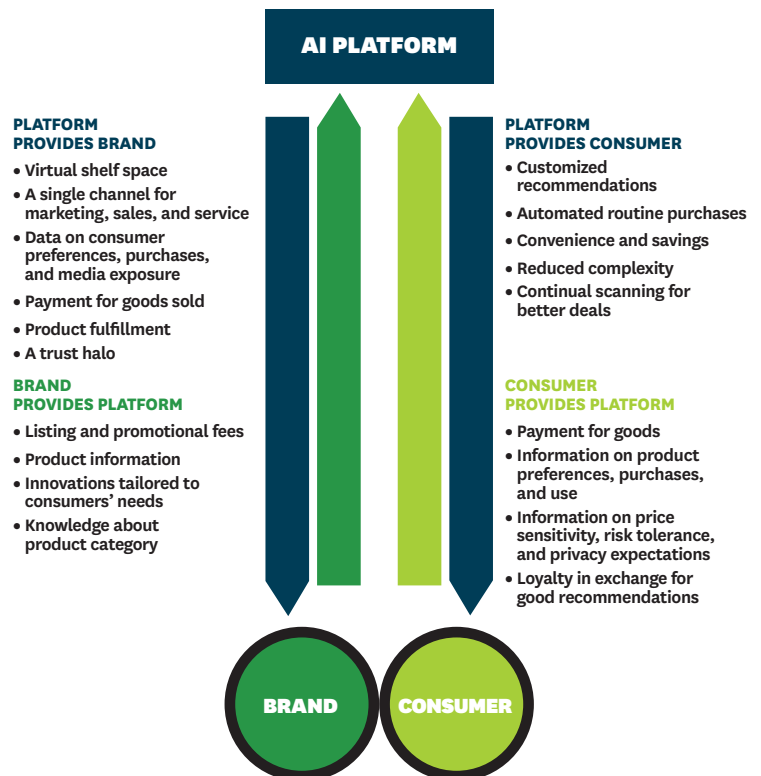 AI PLATFORM
PLATFORM
PROVIDES BRAND
• Virtual shelf space
• A single channel for
marketing, sales, and service
• Data on consumer
preferences, purchases,
and media exposure
• Payment for goods sold
• Product fulfillment
• A trust halo
BRAND
PROVIDES PLATFORM
• Listing and promotional fees
• Product information
• Innovations tailored to
consumers’ needs
• Knowledge about
product category
PLATFORM
PROVIDES CONSUMER
• Customized
recommendations
• Automated routine purchases
• Convenience and savings
• Reduced complexity
• Continual scanning for
better deals
CONSUMER
PROVIDES PLATFORM
• Payment for goods
• Information on product
preferences, purchases,
and use
• Information on price
sensitivity, risk tolerance,
and privacy expectations
• Loyalty in exchange for
good recommendations
BRAND
CONSUMER